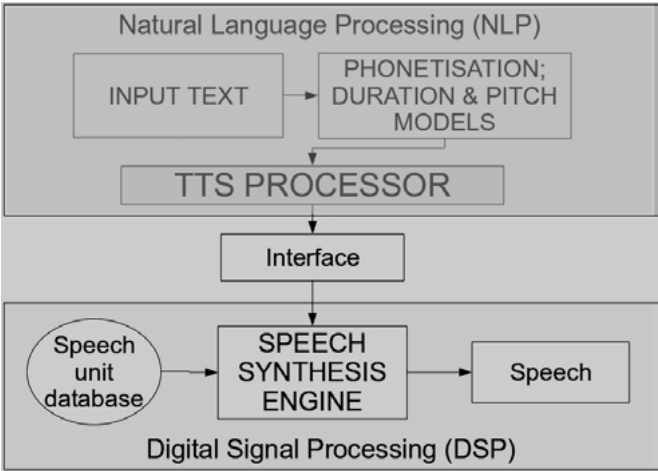 Natural Language Processing (NLP)
INPUT TEXT
PHONETISATION;
DURATION & PITCH
MODELS
TTS PROCESSOR
Interface
Speech
unit
database
SPEECH
SYNTHESIS
ENGINE
Speech
Digital Signal Processing (DSP)